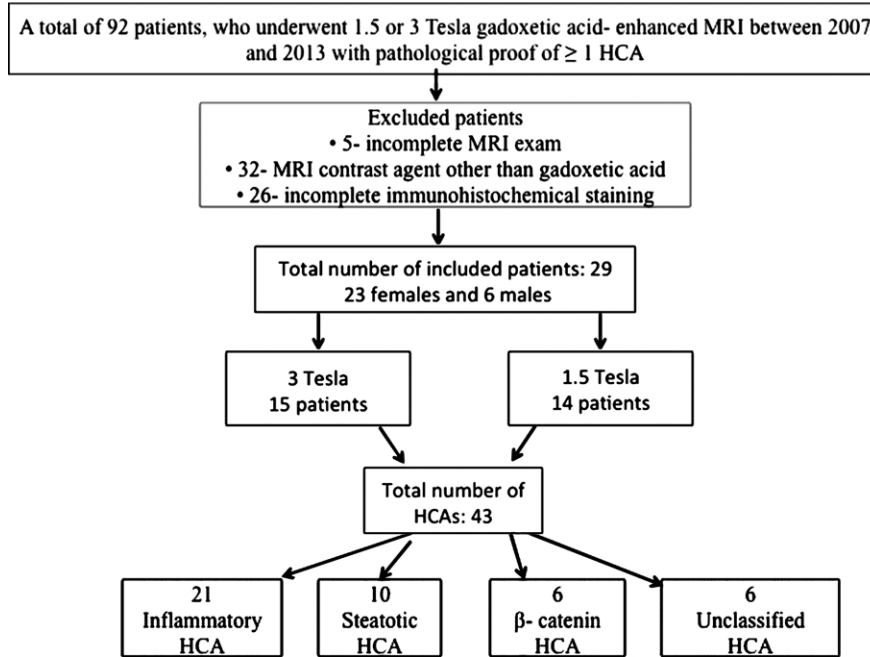 A total of 92 patients, who underwent 1.5 or 3 Tesla gadoxetic acid- enhanced MRI between 2007
and 2013 with pathological proof of ≥ 1 HCA
Excluded patients
• 5- incomplete MRI exam
• 32- MRI contrast agent other than gadoxetic acid
• 26- incomplete immunohistochemical staining
Total number of included patients: 29
23 females and 6 males
3 Tesla
15 patients
1.5 Tesla
14 patients
Total number of
HCAs: 43
21
Inflammatory
HCA
10
Steatotic
HCA
6
β- catenin
HCA
6
Unclassified
HCA